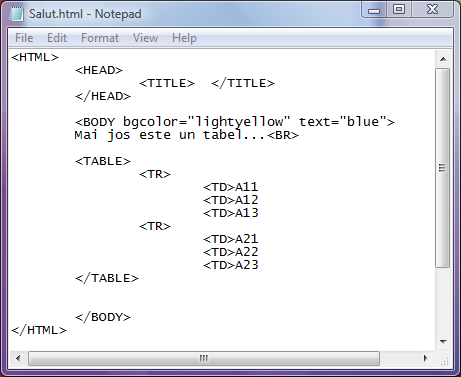 Salut.html - Notepad
File Edit Format View Help
<HTML>
<HEAD>
<TITLE>  </TITLE>
</HEAD>
<BODY bgcolor="lightyellow" text="blue">
Mai jos este un tabel...<BR>
<TABLE>
<TR>
<TD>A11
<TD>A12
<TD>A13
<TR>
<TD>A21
<TD>A22
<TD>A23
</TABLE>
</BODY>
</HTML>